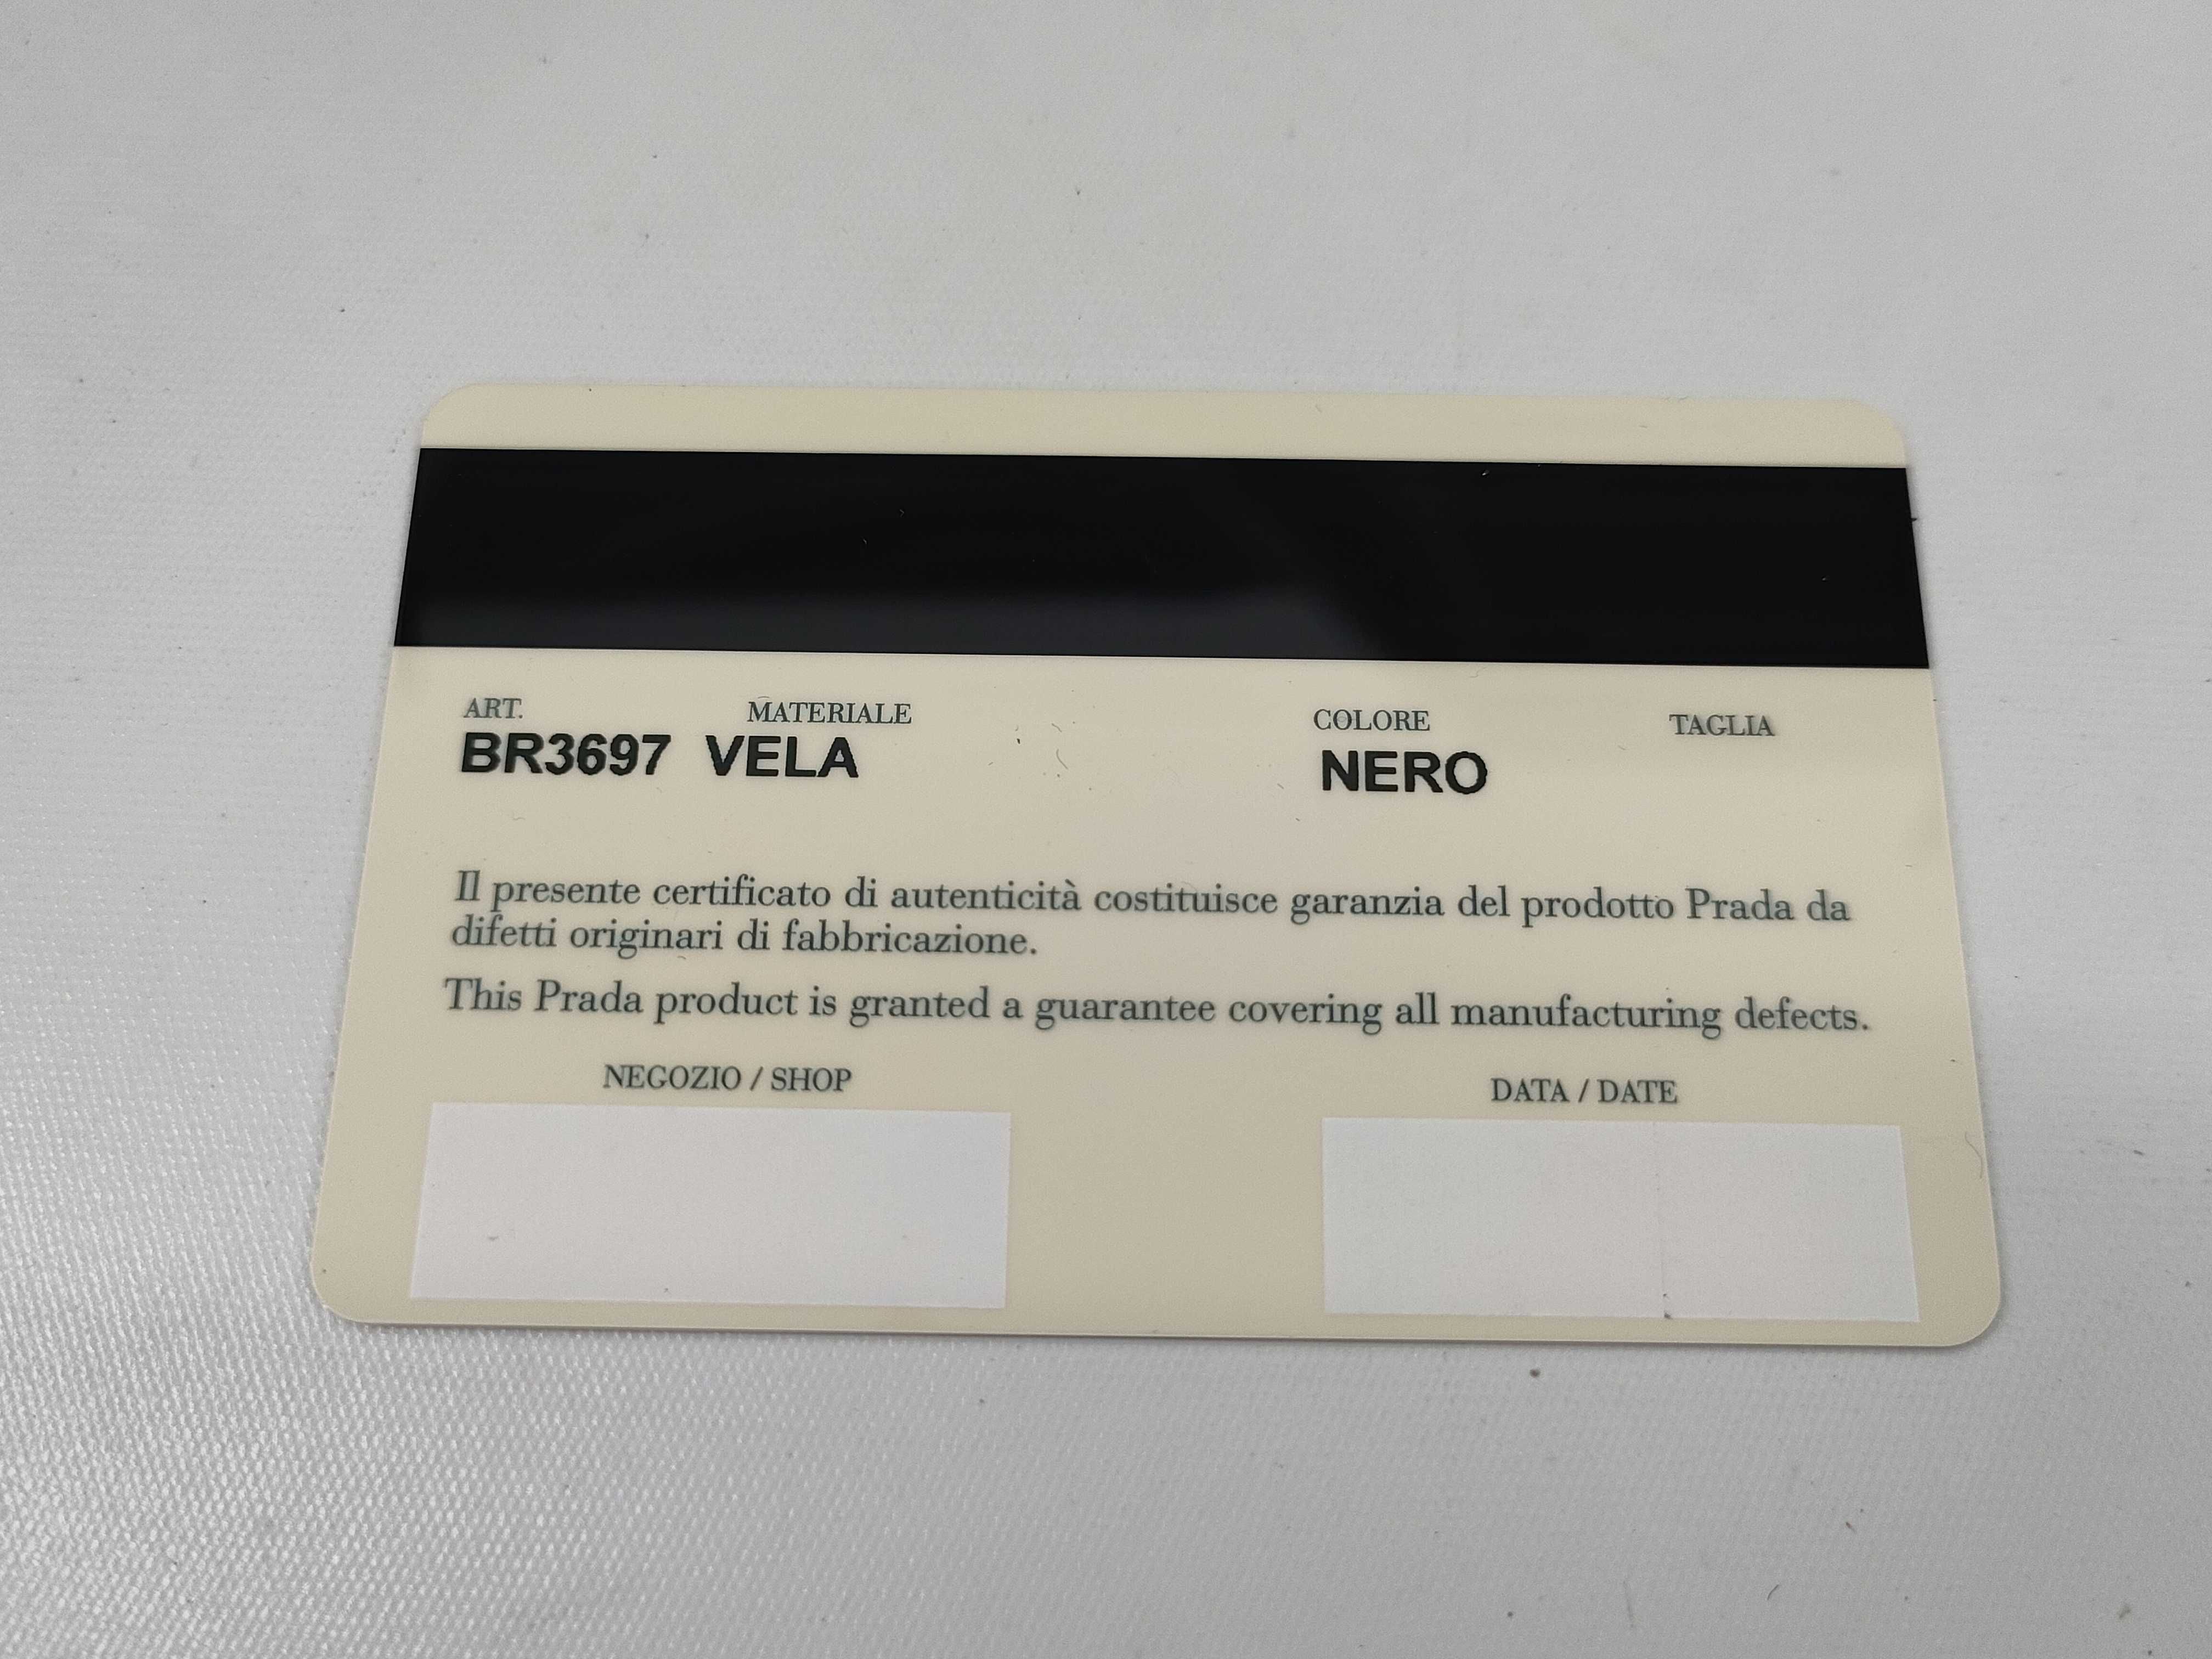 ART. MATERIALE COLORE TAGLIA
BR3697 VELA NERO
Il presente certificato di autenticità costituisce garanzia del prodotto Prada da
difetti originari di fabbricazione.
This Prada product is granted a guarantee covering all manufacturing defects.
NEGOZIO / SHOP DATA / DATE